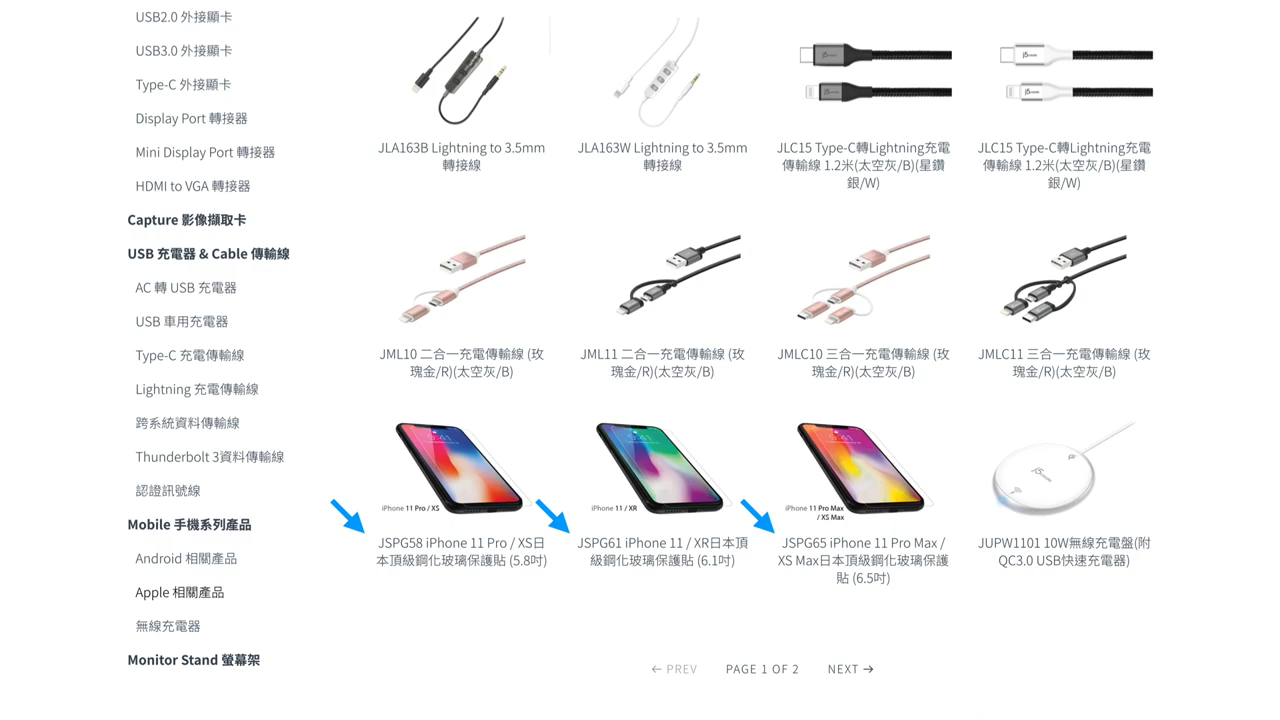 USB2.0 外接顯卡
USB3.0 外接顯卡
Type-C 外接顯卡
Display Port 轉接器
Mini Display Port 轉接器
HDMI to VGA 轉接器
Capture 影像擷取卡
USB 充電器 & Cable 傳輸線
AC 轉 USB 充電器
USB 車用充電器
Type-C 充電傳輸線
Lightning 充電傳輸線
跨系統資料傳輸線
Thunderbolt 3資料傳輸線
認證訊號線
Mobile 手機系列產品
Android 相關產品
Apple 相關產品
無線充電器
Monitor Stand 螢幕架
JLA163B Lightning to 3.5mm
轉接線
JLA163W Lightning to 3.5mm
轉接線
JLC15 Type-C轉Lightning充電
傳輸線 1.2米(太空灰/B)(星鑽
銀/W)
JLC15 Type-C轉Lightning充電
傳輸線 1.2米(太空灰/B)(星鑽
銀/W)
JML10 二合一充電傳輸線 (玫
瑰金/R)(太空灰/B)
JML11 二合一充電傳輸線 (玫
瑰金/R)(太空灰/B)
JMLC10 三合一充電傳輸線 (玫
瑰金/R)(太空灰/B)
JMLC11 三合一充電傳輸線 (玫
瑰金/R)(太空灰/B)
iPhone 11 Pro / XS
JSPG58 iPhone 11 Pro / XS日
本頂級鋼化玻璃保護貼 (5.8吋)
iPhone 11 / XR
JSPG61 iPhone 11 / XR日本頂
級鋼化玻璃保護貼 (6.1吋)
iPhone 11 Pro Max
/ XS Max
JSPG65 iPhone 11 Pro Max /
XS Max日本頂級鋼化玻璃保護
貼 (6.5吋)
JUPW1101 10W無線充電盤(附
QC3.0 USB快速充電器)
← PREV
PAGE 1 OF 2
NEXT →